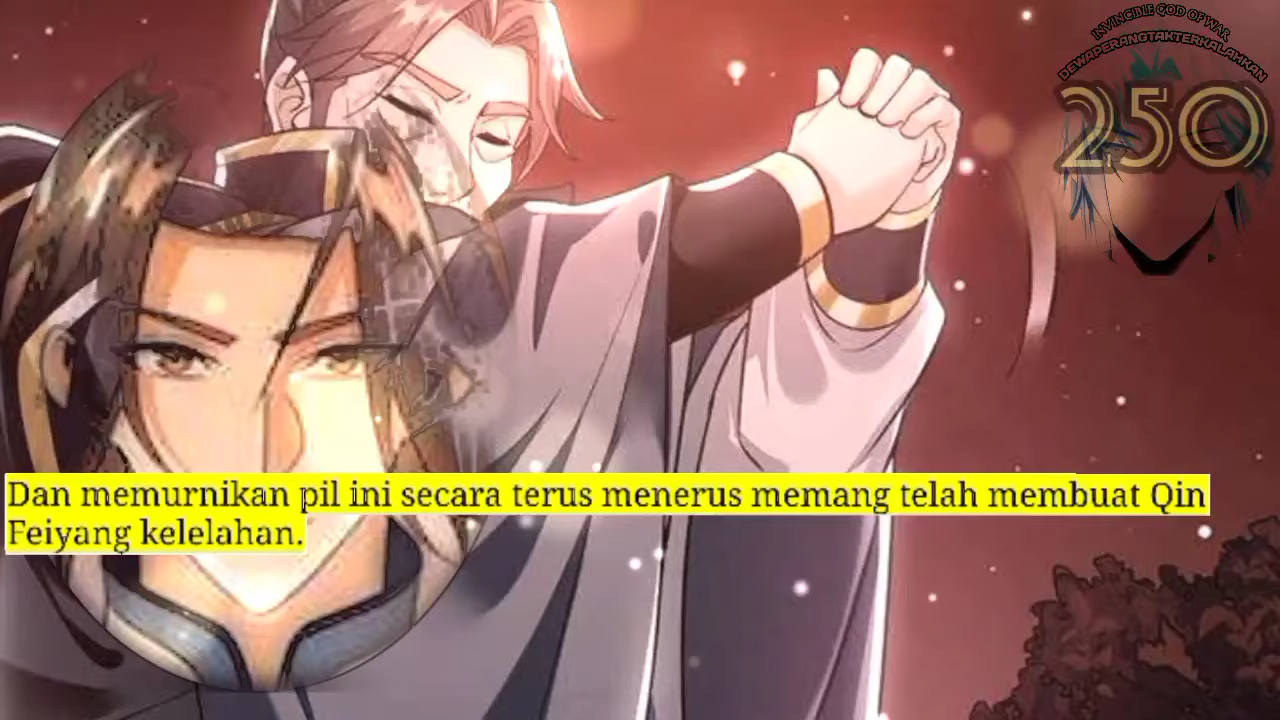 INVINCIBLE GOD OF WAR
DEWAPERANGTAKTERKALAHKAN
250
Dan memurnikan pil ini secara terus menerus memang telah membuat Qin
Feiyang kelelahan.